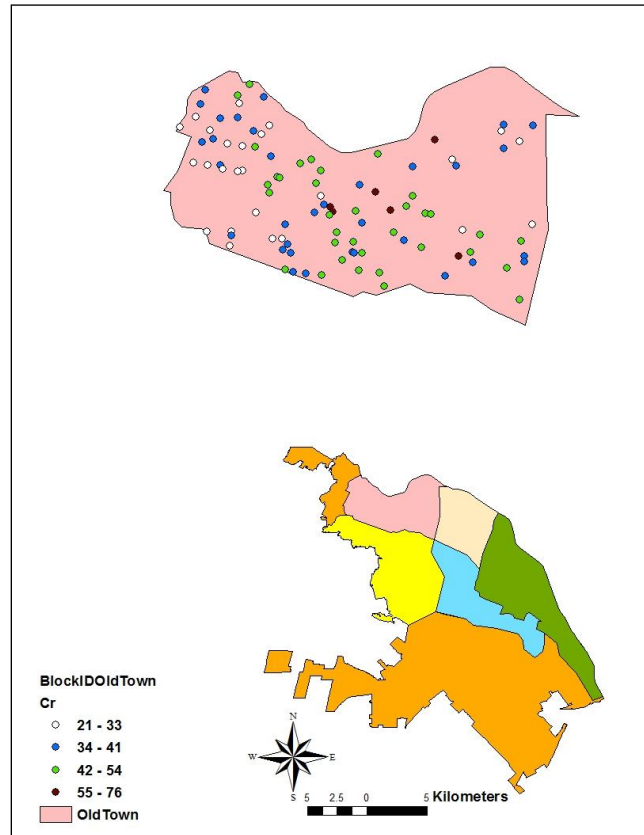 BlockIDOldTown
Cr
21 - 33
34 - 41
42 - 54
55 - 76
OldTown
N
W E
S
5 2.5 0 5 Kilometers